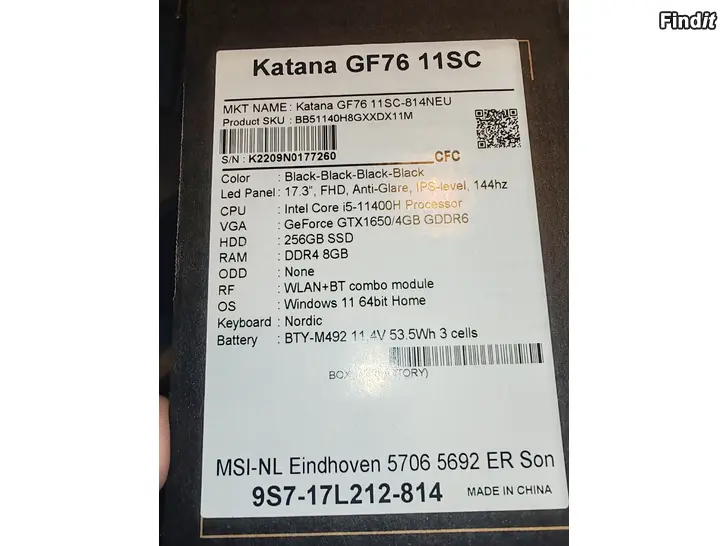 Findit
Katana GF76 11SC
MKT NAME : Katana GF76 11SC-814NEU
Product SKU : BB51140H8GXXDX11M
S/N : K2209N0177260
CFC
Color : Black-Black-Black-Black
Led Panel : 17.3", FHD, Anti-Glare, IPS-level, 144hz
CPU : Intel Core i5-11400H Processor
VGA : GeForce GTX1650/4GB GDDR6
HDD : 256GB SSD
RAM : DDR4 8GB
ODD : None
RF : WLAN+BT combo module
OS : Windows 11 64bit Home
Keyboard : Nordic
Battery : BTY-M492 11.4V 53.5Wh 3 cells
MSI-NL Eindhoven 5706 5692 ER Son
9S7-17L212-814 MADE IN CHINA